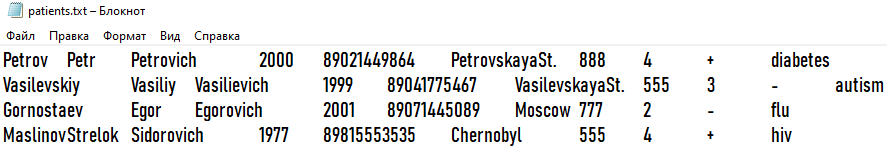 patients.txt – Блокнот
Файл Правка Формат Вид Справка
Petrov Petr Petrovich 2000 89021449864 PetrovskayaSt. 888 4 + diabetes
Vasilevskiy Vasiliy Vasilievich 1999 89041775467 VasilevskayaSt. 555 3 - autism
Gornostaev Egor Egorovich 2001 89071445089 Moscow 777 2 - flu
MaslinovStrelok Sidorovich 1977 89815553535 Chernobyl 555 4 + hiv